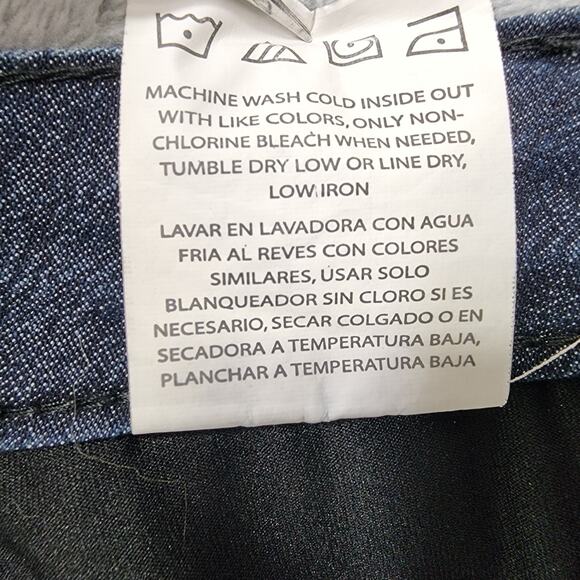 MACHINE WASH COLD INSIDE OUT
WITH LIKE COLORS, ONLY NON-
CHLORINE BLEACH WHEN NEEDED,
TUMBLE DRY LOW OR LINE DRY,
LOW IRON
LAVAR EN LAVADORA CON AGUA
FRIA AL REVES CON COLORES
SIMILARES, USAR SOLO
BLANQUEADOR SIN CLORO SI ES
NECESARIO, SECAR COLGADO O EN
SECADORA A TEMPERATURA BAJA,
PLANCHAR A TEMPERATURA BAJA